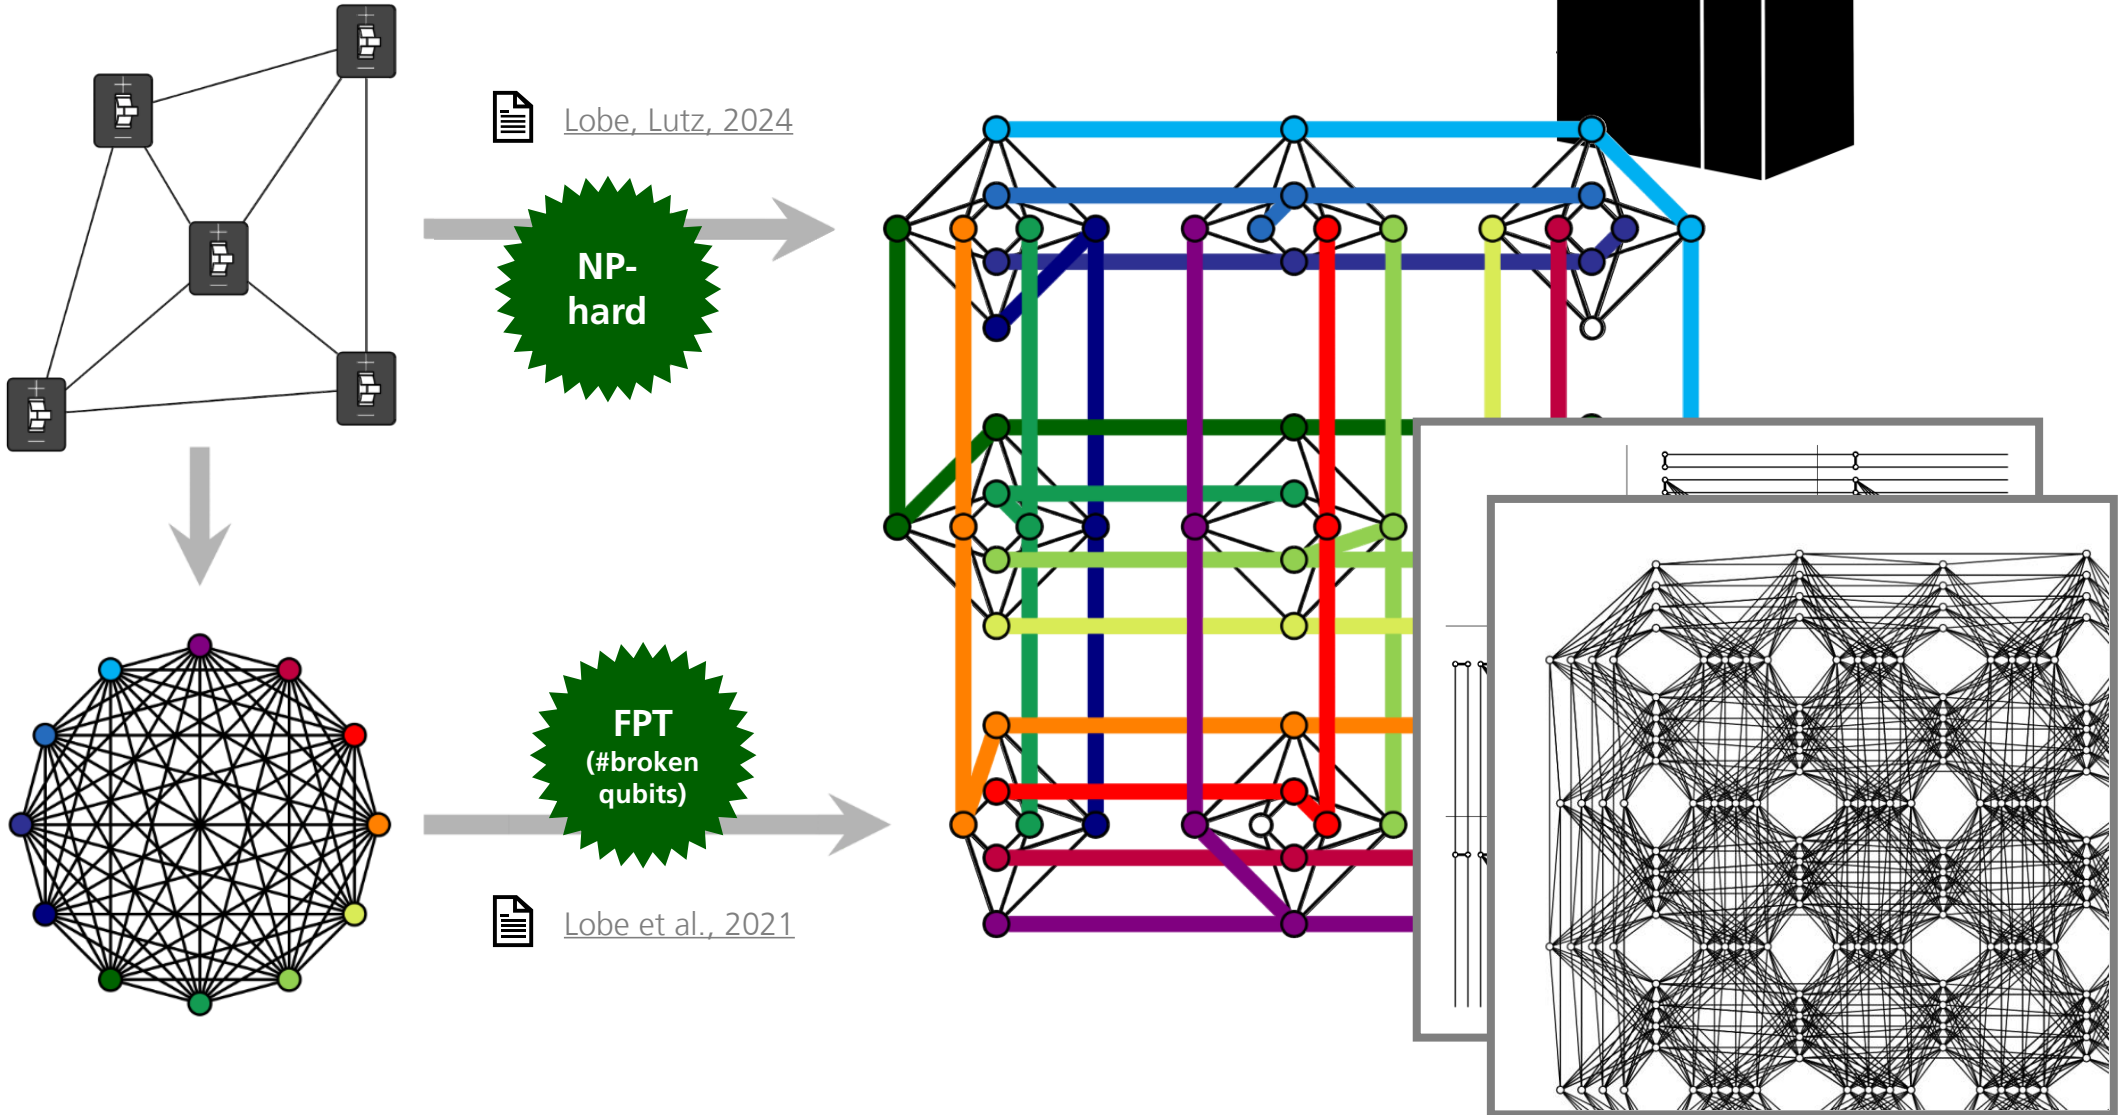 Lobe, Lutz, 2024
NP-
hard
FPT
(#broken
qubits)
Lobe et al., 2021